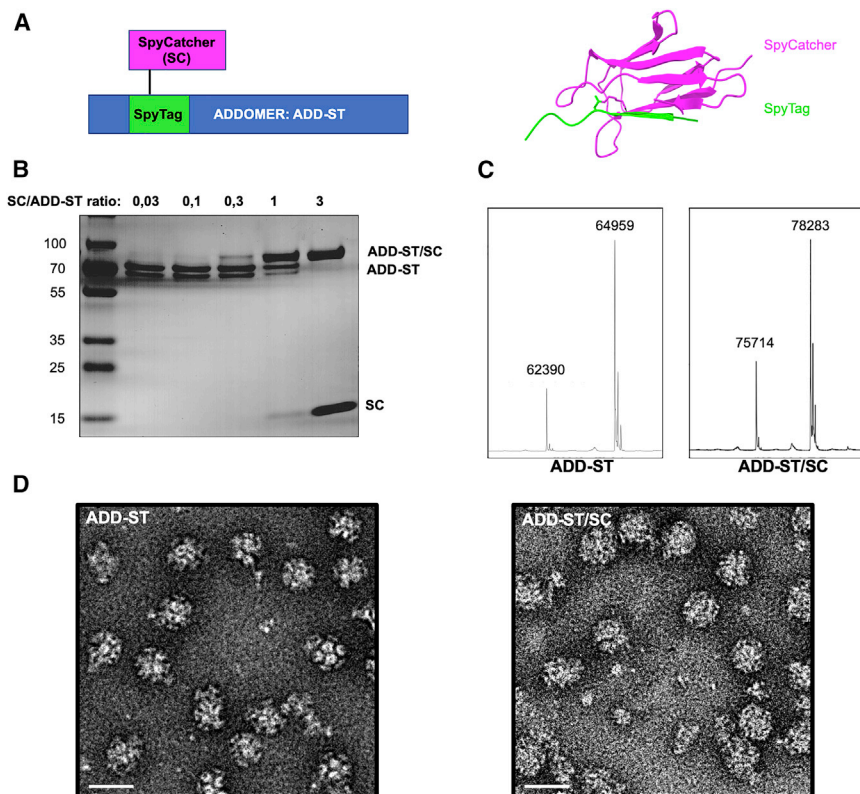 A
SpyCatcher
(SC)
SpyTag
ADDOMER: ADD-ST
SpyCatcher
SpyTag
B
SC/ADD-ST ratio: 0,03 0,1 0,3 1 3
100
70
55
35
25
15
ADD-ST/SC
ADD-ST
SC
C
64959
62390
ADD-ST
78283
75714
ADD-ST/SC
D
ADD-ST
ADD-ST/SC